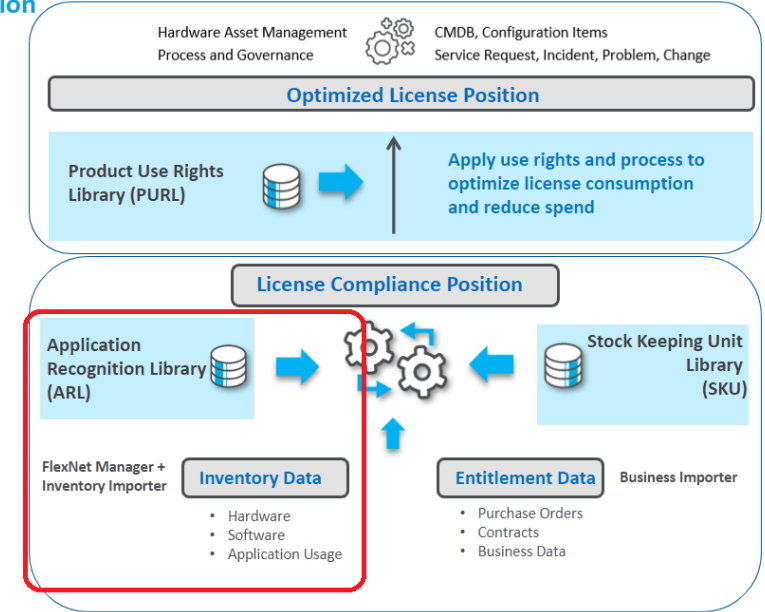 ion
Hardware Asset Management
Process and Governance
CMDB, Configuration Items
Service Request, Incident, Problem, Change
Optimized License Position
Product Use Rights
Library (PURL)
Apply use rights and process to
optimize license consumption
and reduce spend
License Compliance Position
Application
Recognition Library
(ARL)
Stock Keeping Unit
Library
(SKU)
FlexNet Manager +
Inventory Importer
Inventory Data
• Hardware
• Software
• Application Usage
Entitlement Data
Business Importer
• Purchase Orders
• Contracts
• Business Data